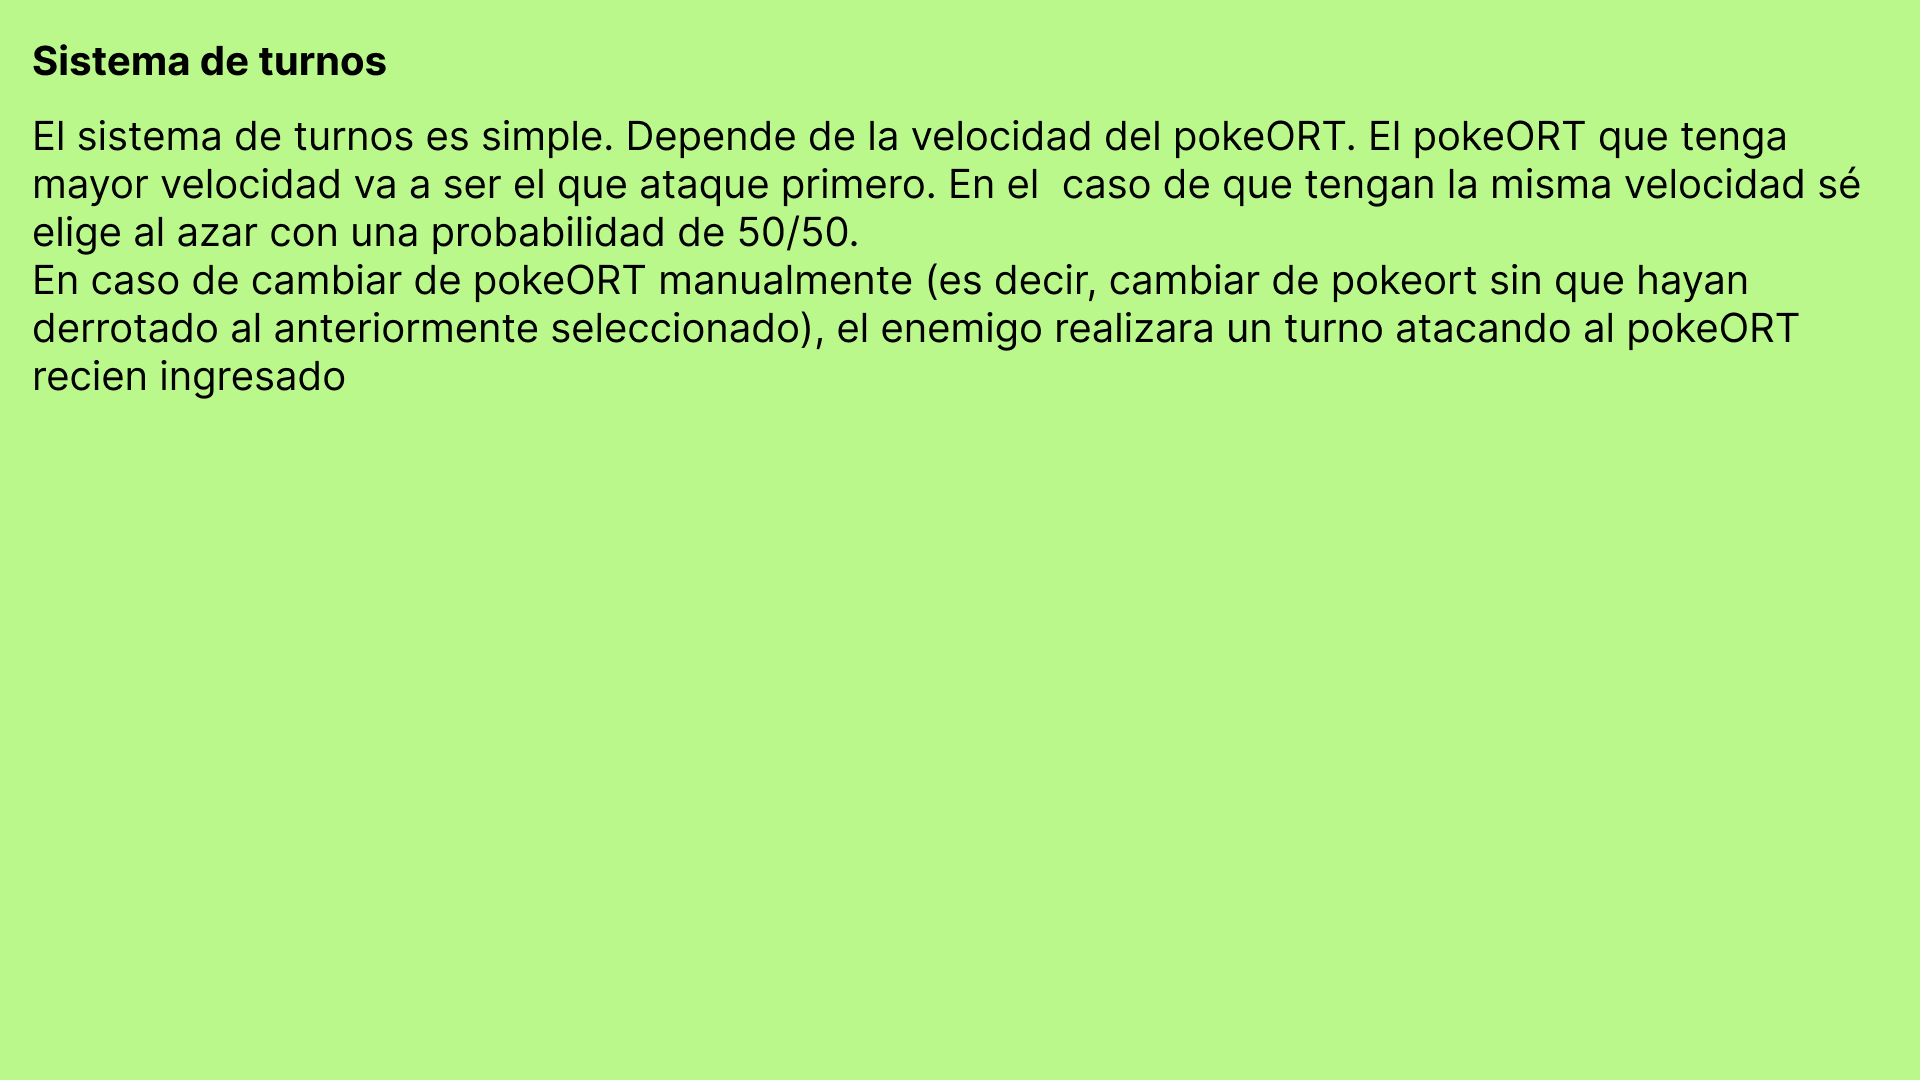 Sistema de turnos
El sistema de turnos es simple. Depende de la velocidad del pokeORT. El pokeORT que tenga
mayor velocidad va a ser el que ataque primero. En el  caso de que tengan la misma velocidad sé
elige al azar con una probabilidad de 50/50.
En caso de cambiar de pokeORT manualmente (es decir, cambiar de pokeort sin que hayan
derrotado al anteriormente seleccionado), el enemigo realizara un turno atacando al pokeORT
recien ingresado